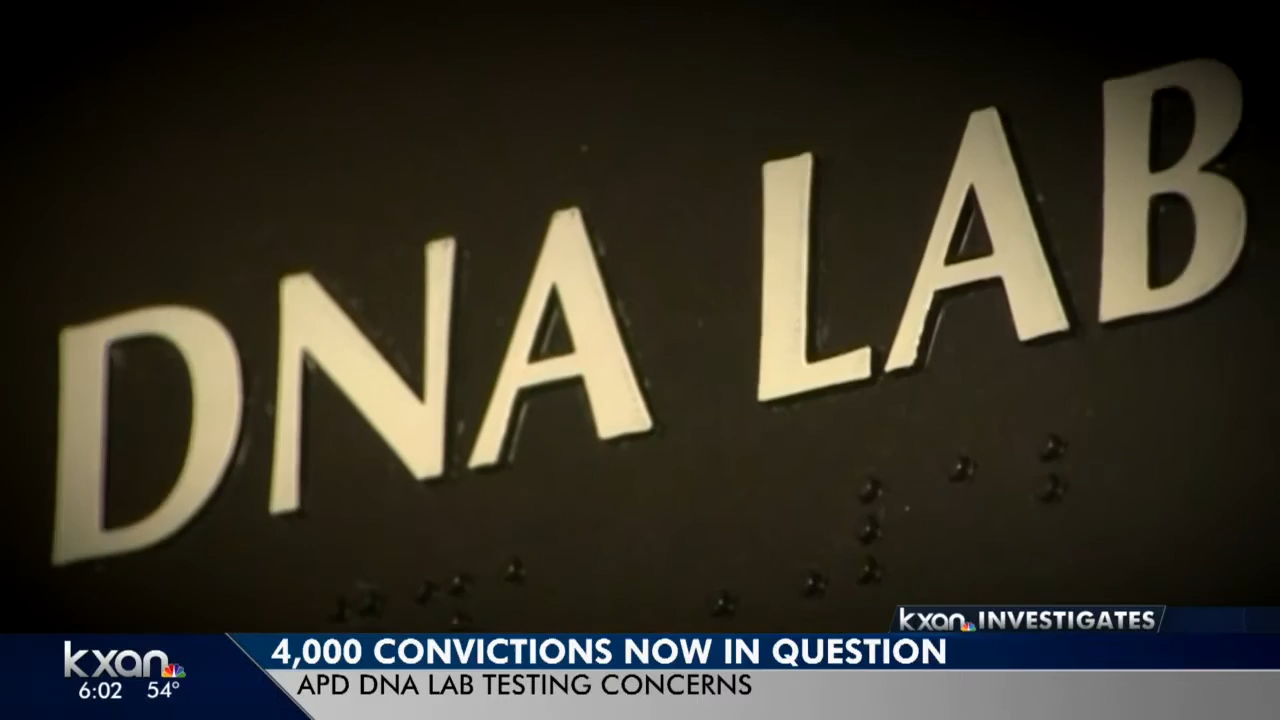 DNA LAB
kxan INVESTIGATES
4,000 CONVICTIONS NOW IN QUESTION
APD DNA LAB TESTING CONCERNS
kxan
6:02 54°